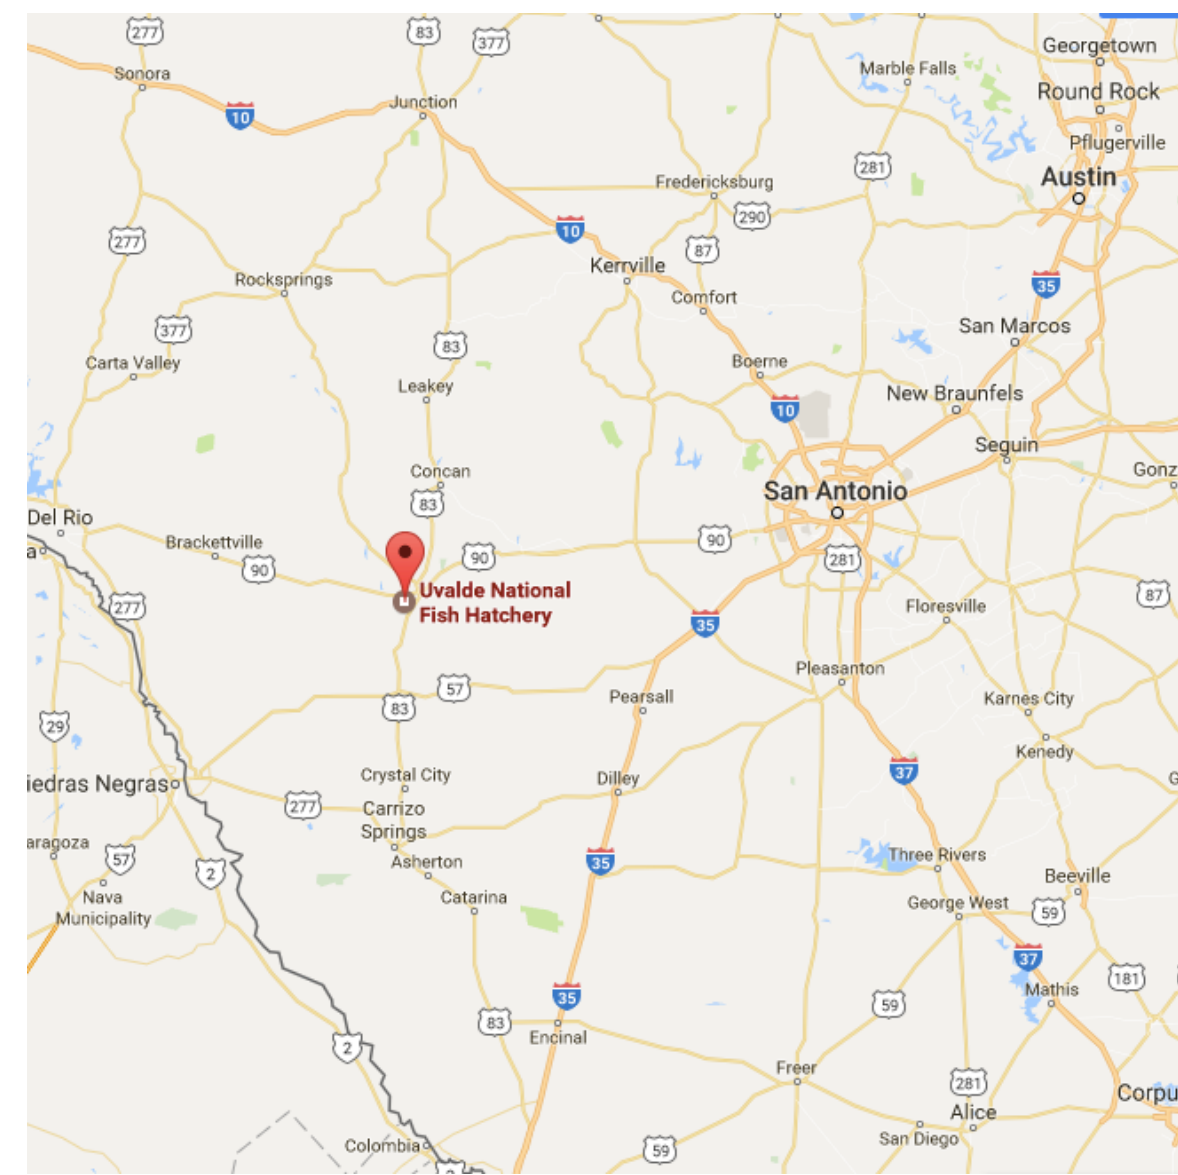 277
83
377
Georgetown
Sonora
Marble Falls
Round Rock
10
Junction
Pflugerville
281
Austin
Fredericksburg
290
277
10
87
Kerrville
Rocksprings
35
Comfort
377
San Marcos
83
Carta Valley
Boerne
Leakey
New Braunfels
10
Seguin
Concan
Gonz
San Antonio
83
Del Rio
Brackettville
90
90
a
281
90
Uvalde National
Fish Hatchery
87
277
Floresville
35
Pleasanton
57
Pearsall
Karnes City
83
29
Kenedy
37
Crystal City
Dilley
iedras Negras
277
Carrizo
Springs
G
aragoza
57
Asherton
35
Three Rivers
2
Beeville
Nava
Municipality
Catarina
George West
59
37
181
35
Mathis
59
83
Encinal
2
Freer
281
Corpu
Alice
San Diego
Colombia
59
2